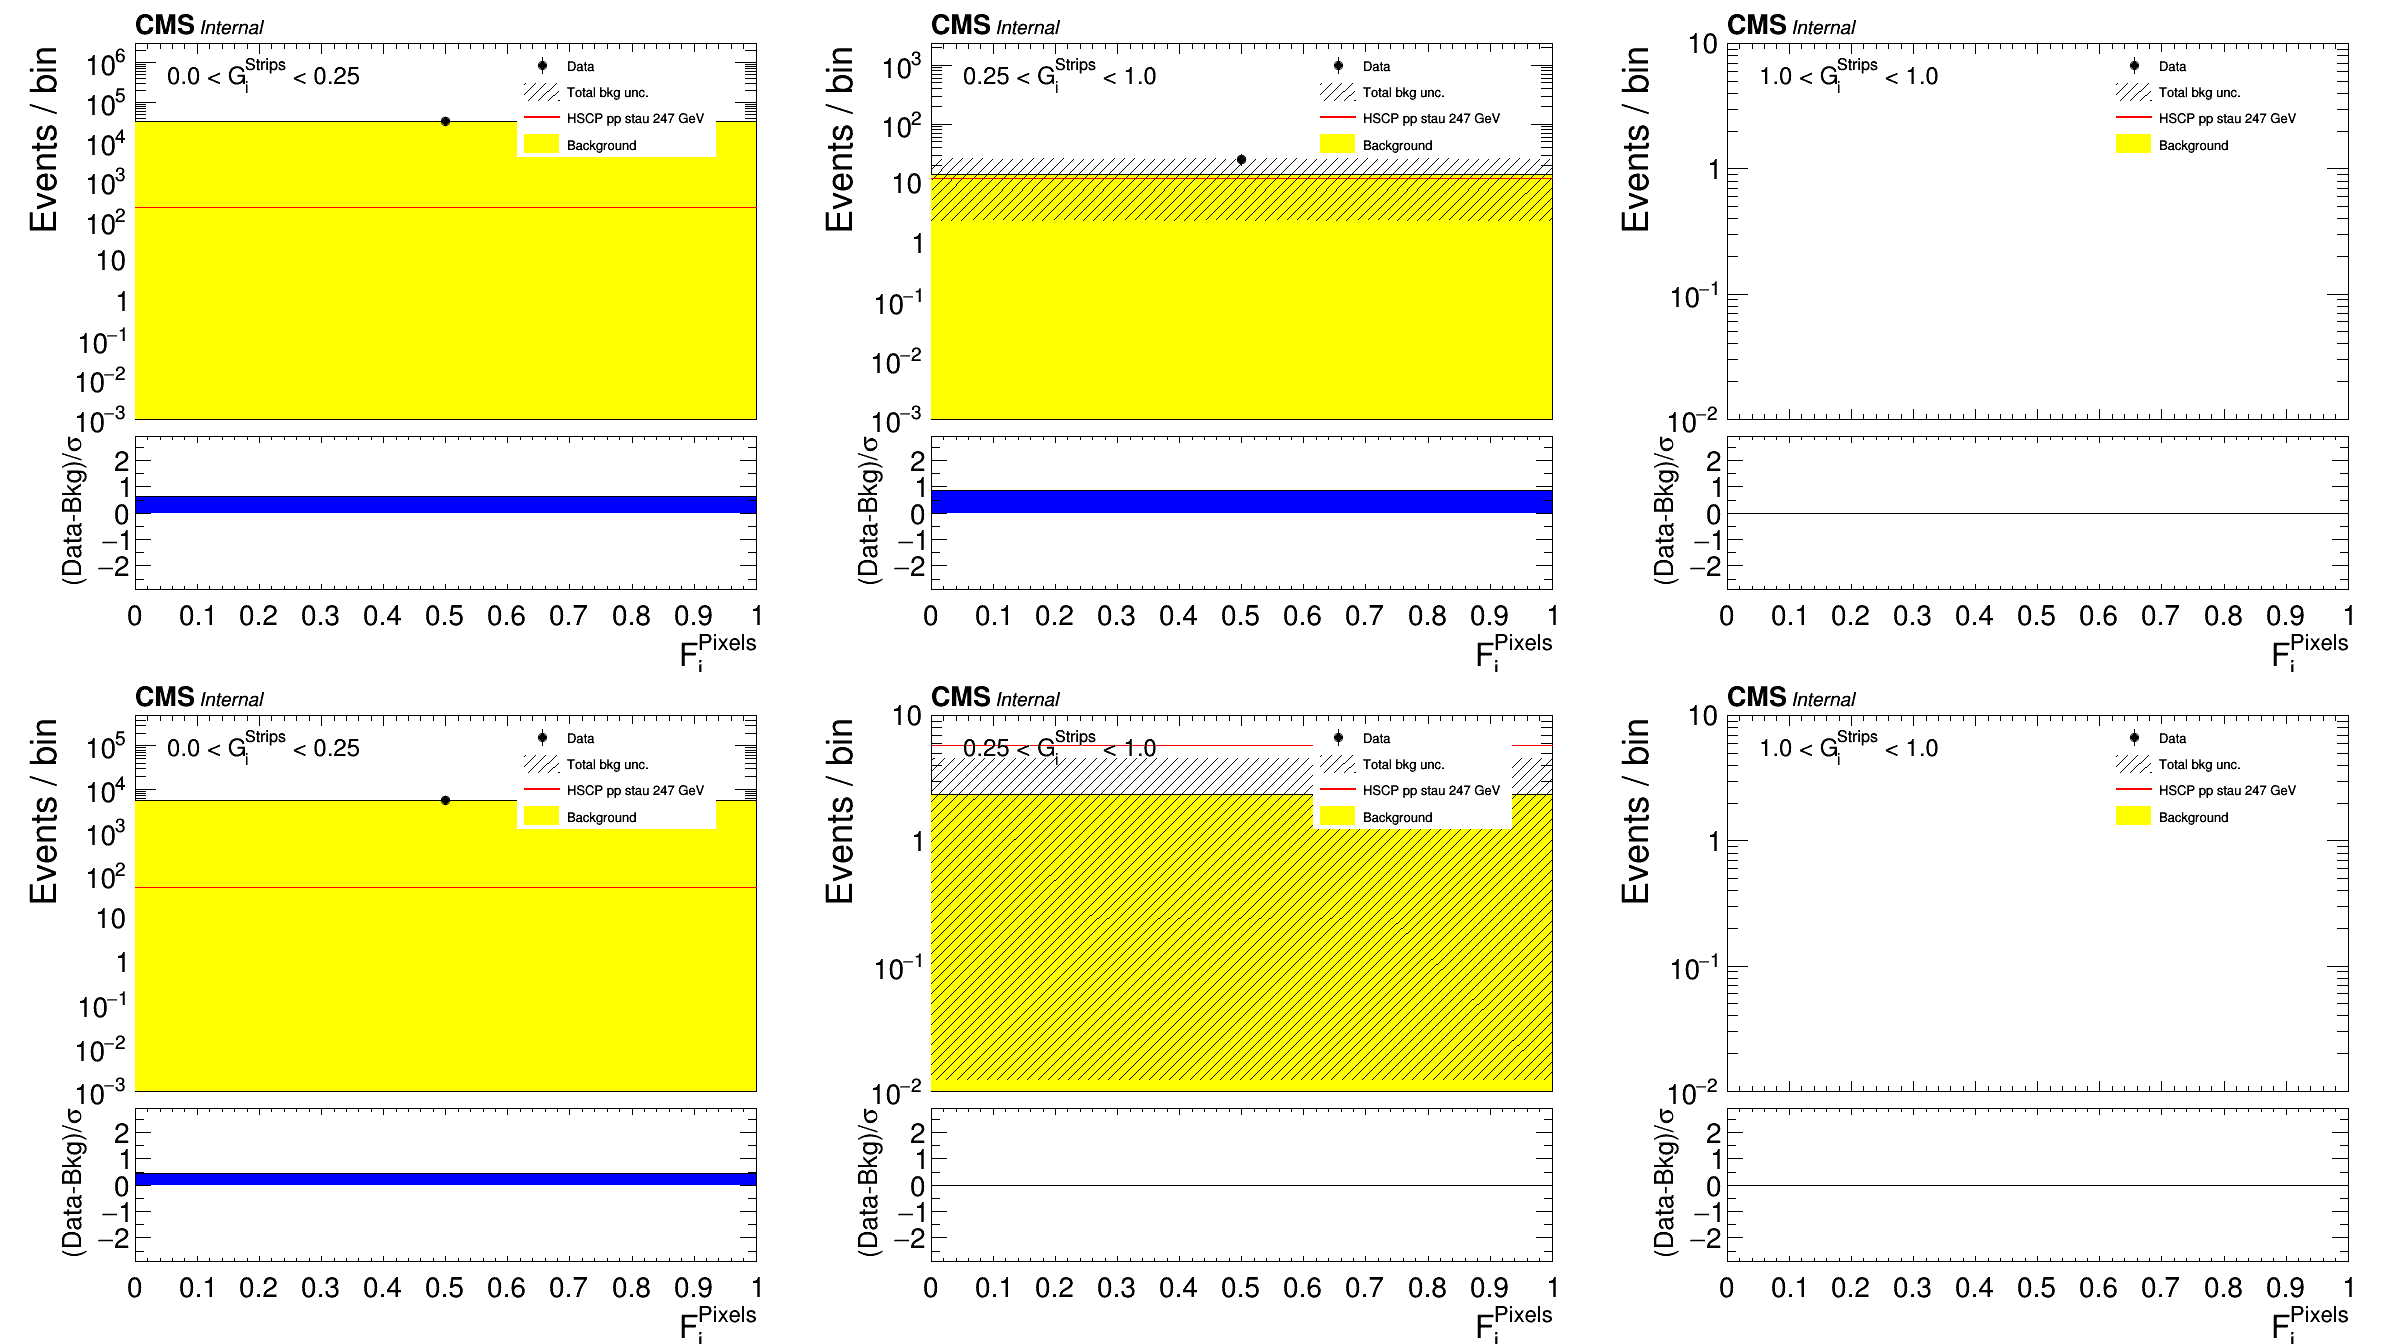 CMS Internal
Events / bin
10^6
10^5
10^4
10^3
10^2
10
1
10^−1
10^−2
10^−3
0.0 < G_i^Strips < 0.25
Data
Total bkg unc.
HSCP pp stau 247 GeV
Background
(Data-Bkg)/σ
2
1
0
−1
−2
0 0.1 0.2 0.3 0.4 0.5 0.6 0.7 0.8 0.9 1
F_i^Pixels
CMS Internal
Events / bin
10^3
10^2
10
1
10^−1
10^−2
10^−3
0.25 < G_i^Strips < 1.0
Data
Total bkg unc.
HSCP pp stau 247 GeV
Background
(Data-Bkg)/σ
2
1
0
−1
−2
0 0.1 0.2 0.3 0.4 0.5 0.6 0.7 0.8 0.9 1
F_i^Pixels
CMS Internal
Events / bin
10
1
10^−1
10^−2
1.0 < G_i^Strips < 1.0
Data
Total bkg unc.
HSCP pp stau 247 GeV
Background
(Data-Bkg)/σ
2
1
0
−1
−2
0 0.1 0.2 0.3 0.4 0.5 0.6 0.7 0.8 0.9 1
F_i^Pixels
CMS Internal
Events / bin
10^5
10^4
10^3
10^2
10
1
10^−1
10^−2
10^−3
0.0 < G_i^Strips < 0.25
Data
Total bkg unc.
HSCP pp stau 247 GeV
Background
(Data-Bkg)/σ
2
1
0
−1
−2
0 0.1 0.2 0.3 0.4 0.5 0.6 0.7 0.8 0.9 1
F_i^Pixels
CMS Internal
Events / bin
10
1
10^−1
10^−2
0.25 < G_i^Strips < 1.0
Data
Total bkg unc.
HSCP pp stau 247 GeV
Background
(Data-Bkg)/σ
2
1
0
−1
−2
0 0.1 0.2 0.3 0.4 0.5 0.6 0.7 0.8 0.9 1
F_i^Pixels
CMS Internal
Events / bin
10
1
10^−1
10^−2
1.0 < G_i^Strips < 1.0
Data
Total bkg unc.
HSCP pp stau 247 GeV
Background
(Data-Bkg)/σ
2
1
0
−1
−2
0 0.1 0.2 0.3 0.4 0.5 0.6 0.7 0.8 0.9 1
F_i^Pixels